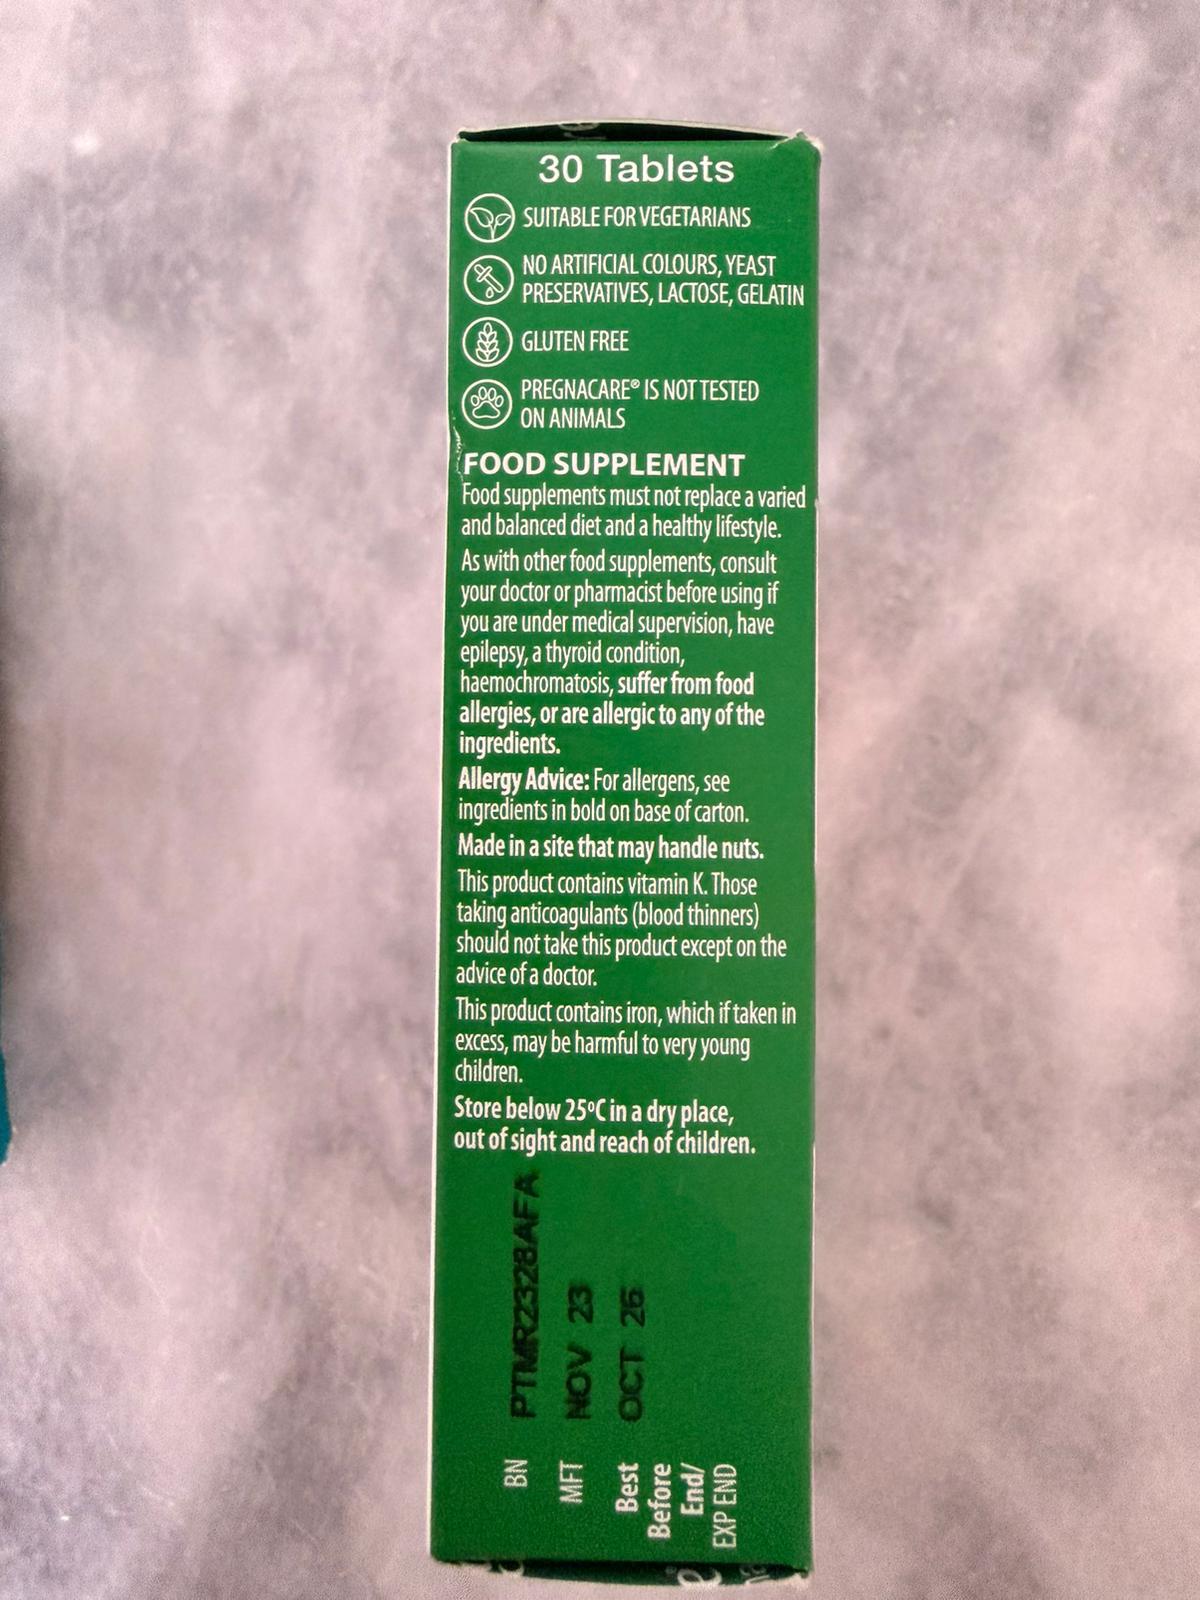 30 Tablets
SUITABLE FOR VEGETARIANS
NO ARTIFICIAL COLOURS, YEAST
PRESERVATIVES, LACTOSE, GELATIN
GLUTEN FREE
PREGNACARE® IS NOT TESTED
ON ANIMALS
FOOD SUPPLEMENT
Food supplements must not replace a varied
and balanced diet and a healthy lifestyle.
As with other food supplements, consult
your doctor or pharmacist before using if
you are under medical supervision, have
epilepsy, a thyroid condition,
haemochromatosis, suffer from food
allergies, or are allergic to any of the
ingredients.
Allergy Advice: For allergens, see
ingredients in bold on base of carton.
Made in a site that may handle nuts.
This product contains vitamin K. Those
taking anticoagulants (blood thinners)
should not take this product except on the
advice of a doctor.
This product contains iron, which if taken in
excess, may be harmful to very young
children.
Store below 25ºC in a dry place,
out of sight and reach of children.
BN PTMR2328AFA
MFT NOV 23
Best OCT 26
Before
End/
EXP END